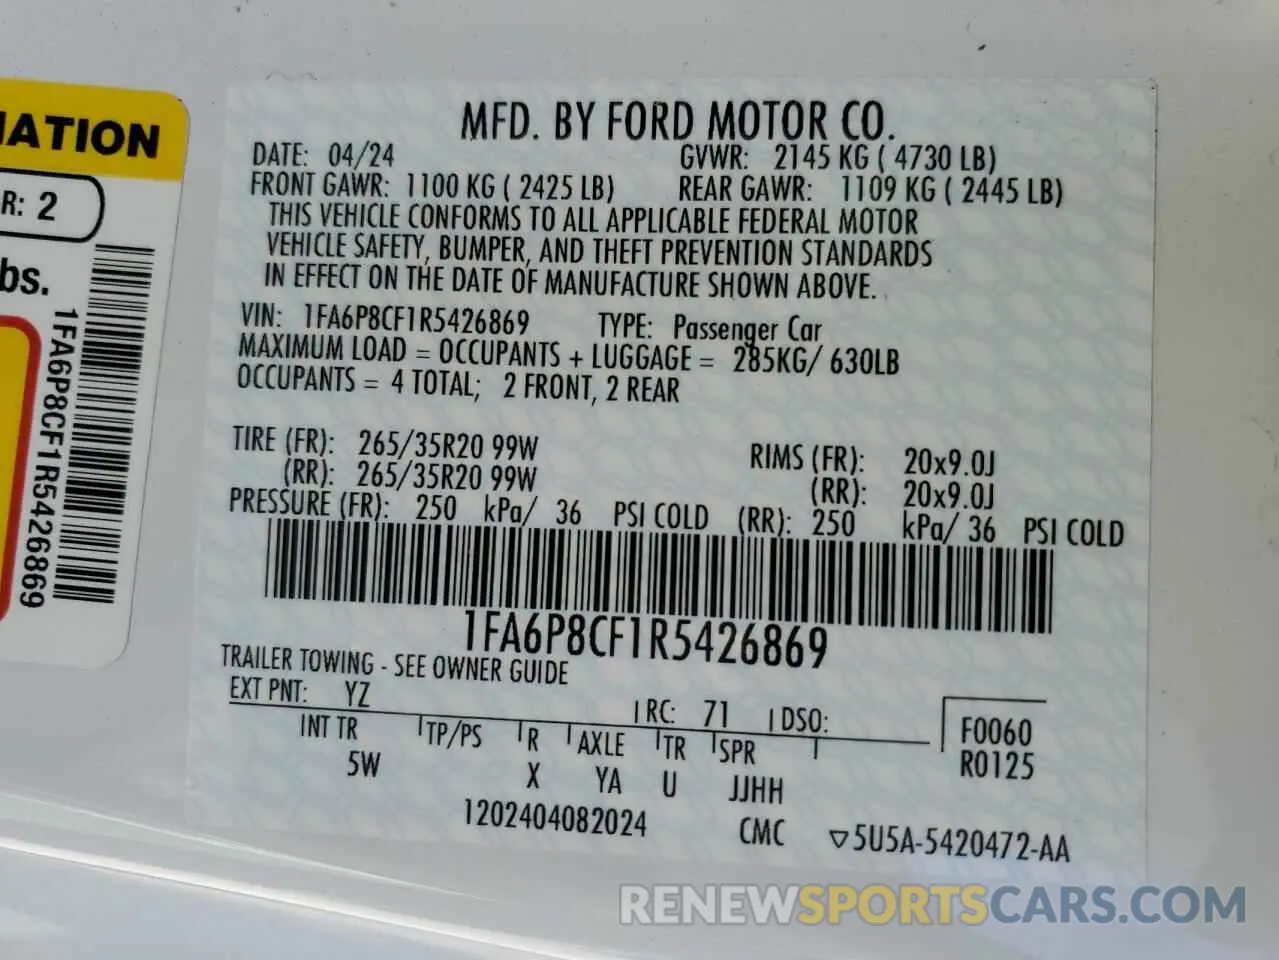 MFD. BY FORD MOTOR CO.
DATE: 04/24 GVWR: 2145 KG ( 4730 LB)
FRONT GAWR: 1100 KG ( 2425 LB) REAR GAWR: 1109 KG ( 2445 LB)
THIS VEHICLE CONFORMS TO ALL APPLICABLE FEDERAL MOTOR
VEHICLE SAFETY, BUMPER, AND THEFT PREVENTION STANDARDS
IN EFFECT ON THE DATE OF MANUFACTURE SHOWN ABOVE.
VIN: 1FA6P8CF1R5426869 TYPE: Passenger Car
MAXIMUM LOAD = OCCUPANTS + LUGGAGE = 285KG/ 630LB
OCCUPANTS = 4 TOTAL; 2 FRONT, 2 REAR
TIRE (FR): 265/35R20 99W RIMS (FR): 20x9.0J
(RR): 265/35R20 99W (RR): 20x9.0J
PRESSURE (FR): 250 kPa/ 36 PSI COLD (RR): 250 kPa/ 36 PSI COLD
1FA6P8CF1R5426869
TRAILER TOWING - SEE OWNER GUIDE
EXT PNT: YZ RC: 71 DSO:
INT TR TP/PS R AXLE TR SPR F0060
5W X YA U JJHH R0125
1202404082024 CMC ▽5U5A-5420472-AA
IATION
R: 2
bs.
1FA6P8CF1R5426869
RENEWSPORTSCARS.COM